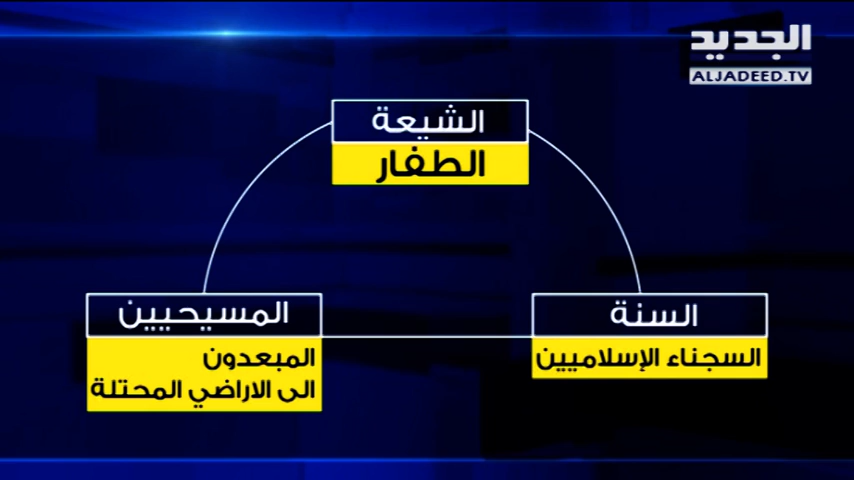 الجديد
ALJADEED.TV
الشيعة
الطفار
السنة
السجناء الإسلاميين
المسيحيين
المبعدون
الى الاراضي المحتلة